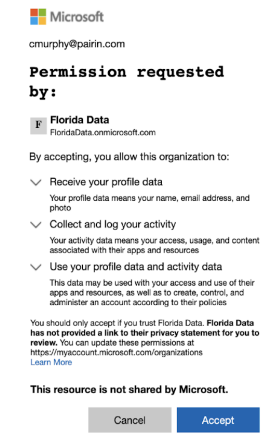 Microsoft
cmurphy@pairin.com
Permission requested
by:
F Florida Data
FloridaData.onmicrosoft.com
By accepting, you allow this organization to:
Receive your profile data
Your profile data means your name, email address, and
photo
Collect and log your activity
Your activity data means your access, usage, and content
associated with their apps and resources
Use your profile data and activity data
This data may be used with your access and use of their
apps and resources, as well as to create, control, and
administer an account according to their policies
You should only accept if you trust Florida Data. Florida Data
has not provided a link to their privacy statement for you to
review. You can update these permissions at
https://myaccount.microsoft.com/organizations
Learn More
This resource is not shared by Microsoft.
Cancel Accept